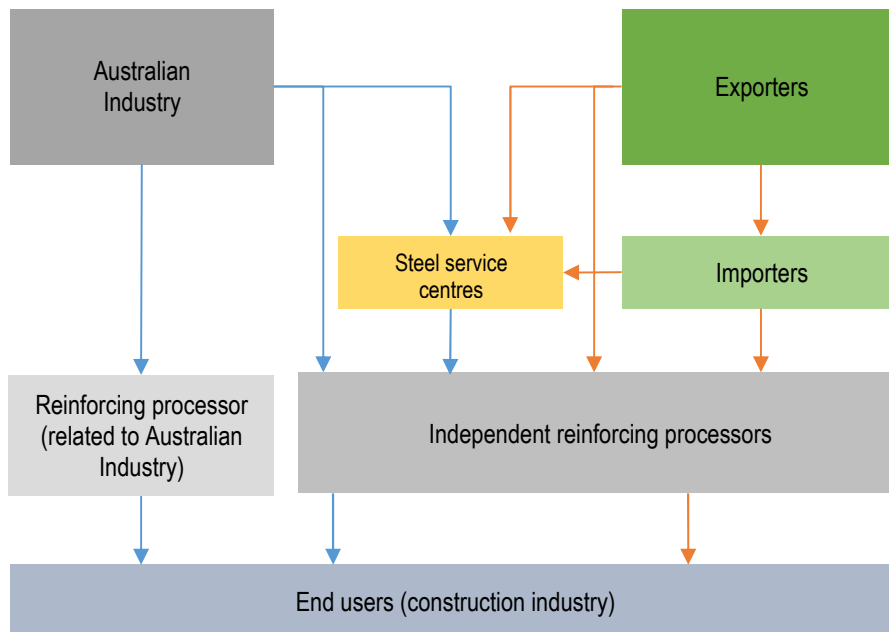 Australian
Industry
Exporters
Steel service
centres
Importers
Reinforcing processor
(related to Australian
Industry)
Independent reinforcing processors
End users (construction industry)